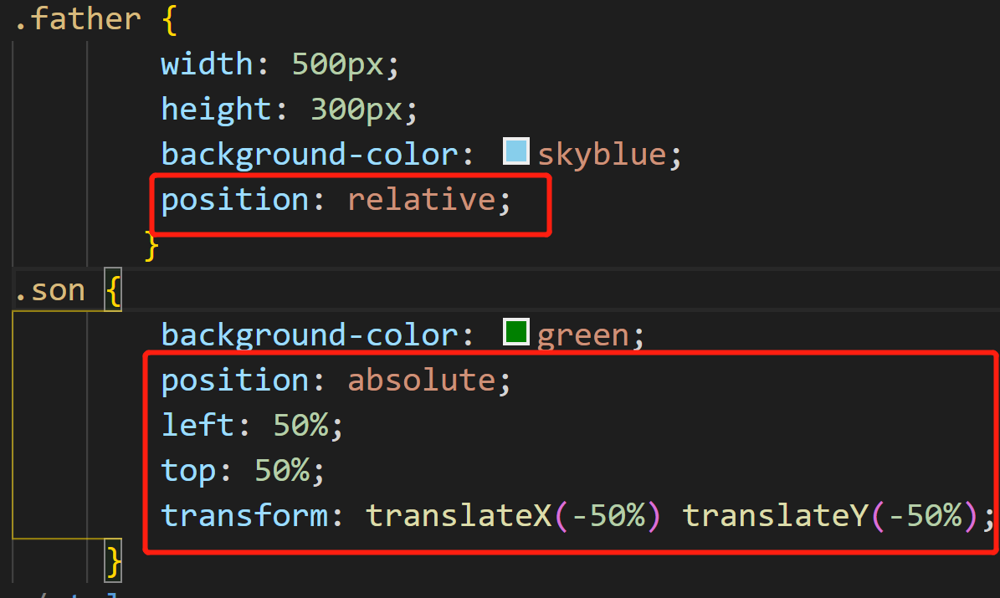 .father {
width: 500px;
height: 300px;
background-color: skyblue;
position: relative;
}
.son {
background-color: green;
position: absolute;
left: 50%;
top: 50%;
transform: translateX(-50%) translateY(-50%);
}